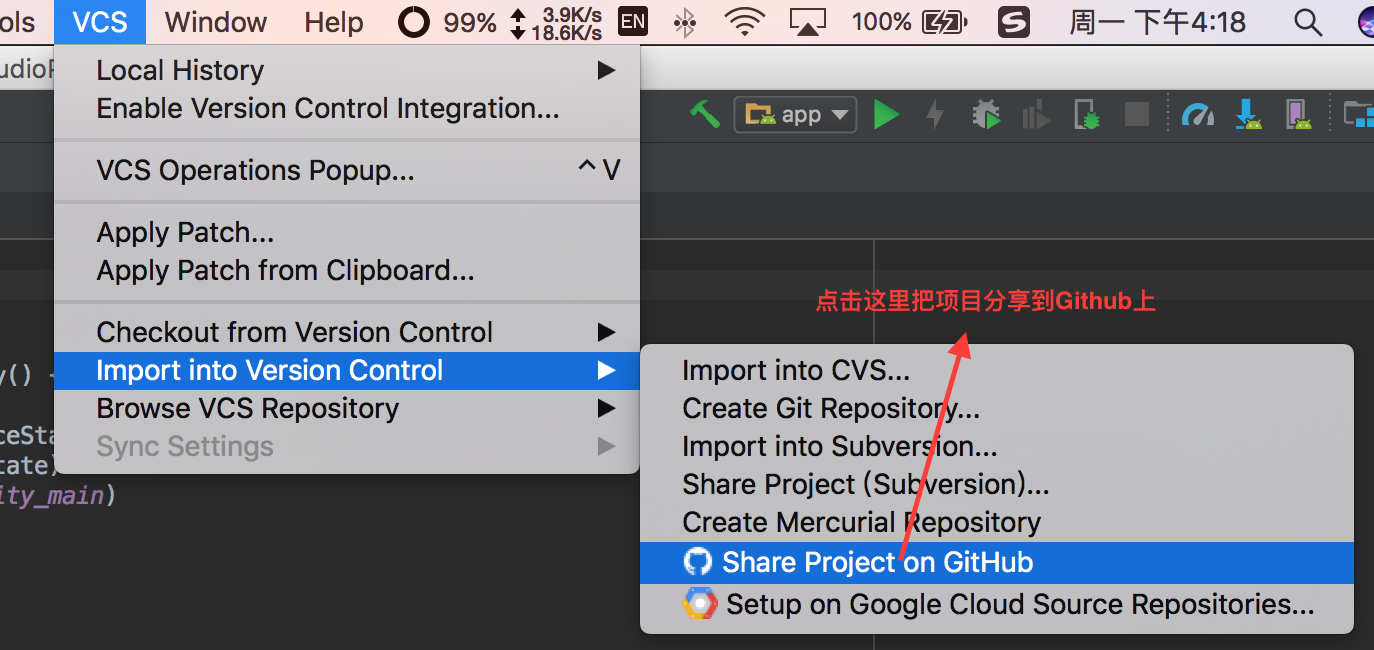 ols VCS Window Help 99% 3.9K/s 18.6K/s EN 100% 周一 下午4:18
Local History
Enable Version Control Integration...
app
VCS Operations Popup... ^V
Apply Patch...
Apply Patch from Clipboard...
点击这里把项目分享到Github上
Checkout from Version Control
Import into Version Control
Browse VCS Repository
Sync Settings
Import into CVS...
Create Git Repository...
Import into Subversion...
Share Project (Subversion)...
Create Mercurial Repository
Share Project on GitHub
Setup on Google Cloud Source Repositories...
y() {
ceSta
tate)
ity_main)